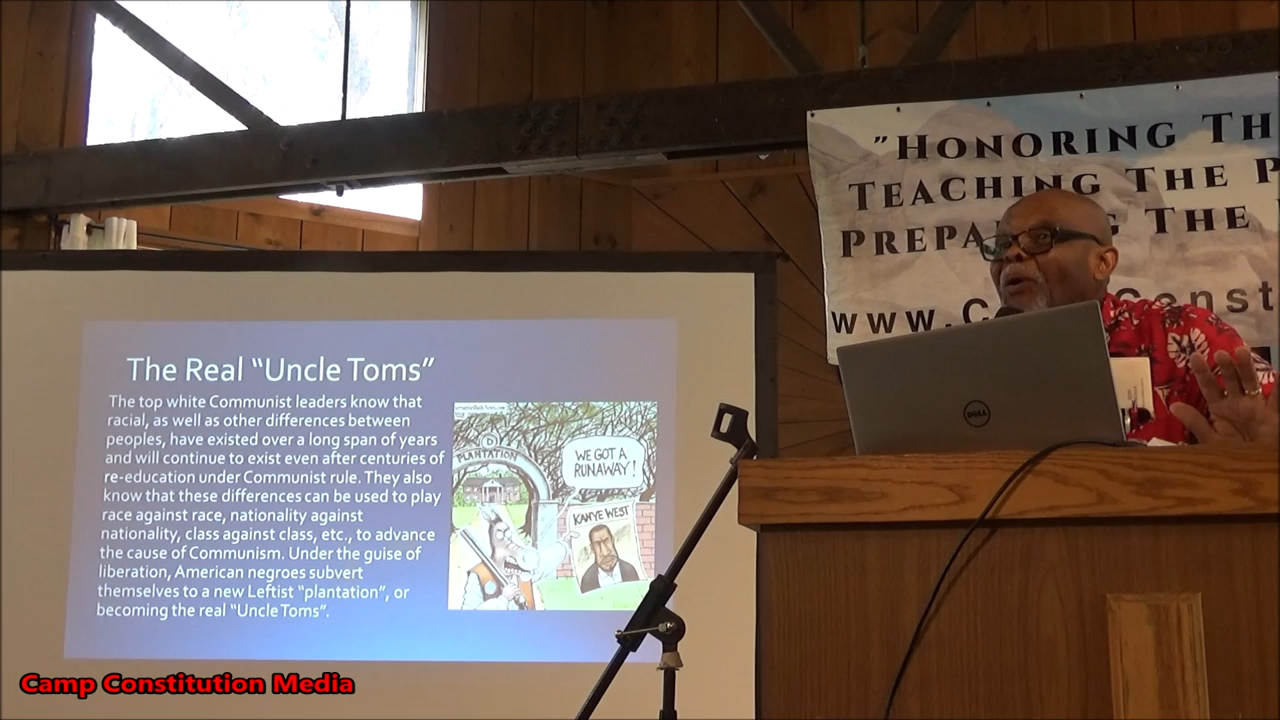 "HONORING TH
TEACHING THE P
PREPA G THE
www.C Const
DELL
The Real “Uncle Toms”
The top white Communist leaders know that
racial, as well as other differences between
peoples, have existed over a long span of years
and will continue to exist even after centuries of
re-education under Communist rule. They also
know that these differences can be used to play
race against race, nationality against
nationality, class against class, etc., to advance
the cause of Communism. Under the guise of
liberation, American negroes subvert
themselves to a new Leftist “plantation”, or
becoming the real “Uncle Toms”.
D
PLANTATION
WE GOT A
RUNAWAY!
KANYE WEST
Camp Constitution Media